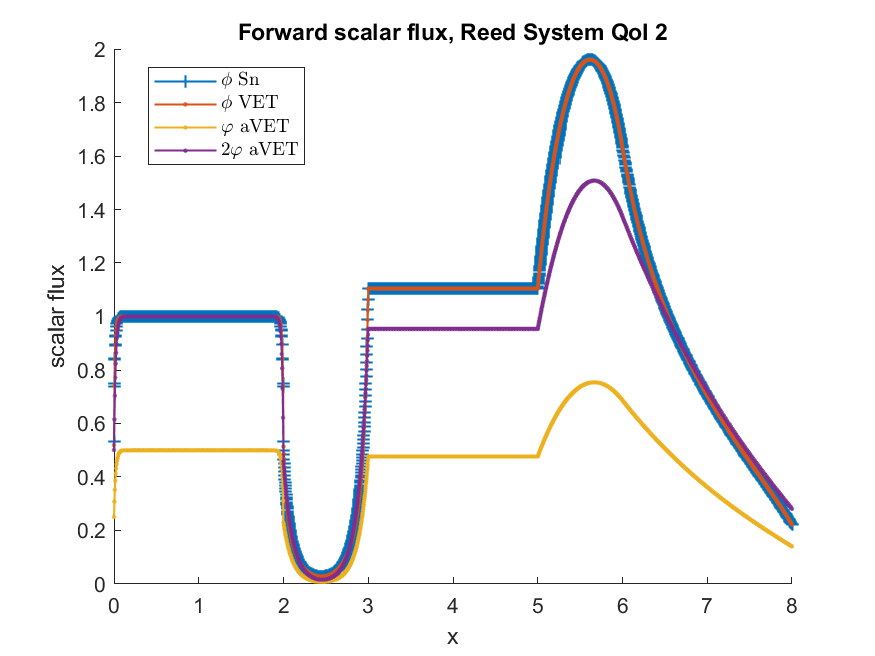 Forward scalar flux, Reed System QoI 2
ϕ Sn
ϕ VET
φ aVET
2φ aVET
scalar flux
2
1.8
1.6
1.4
1.2
1
0.8
0.6
0.4
0.2
0
0 1 2 3 4 5 6 7 8
x